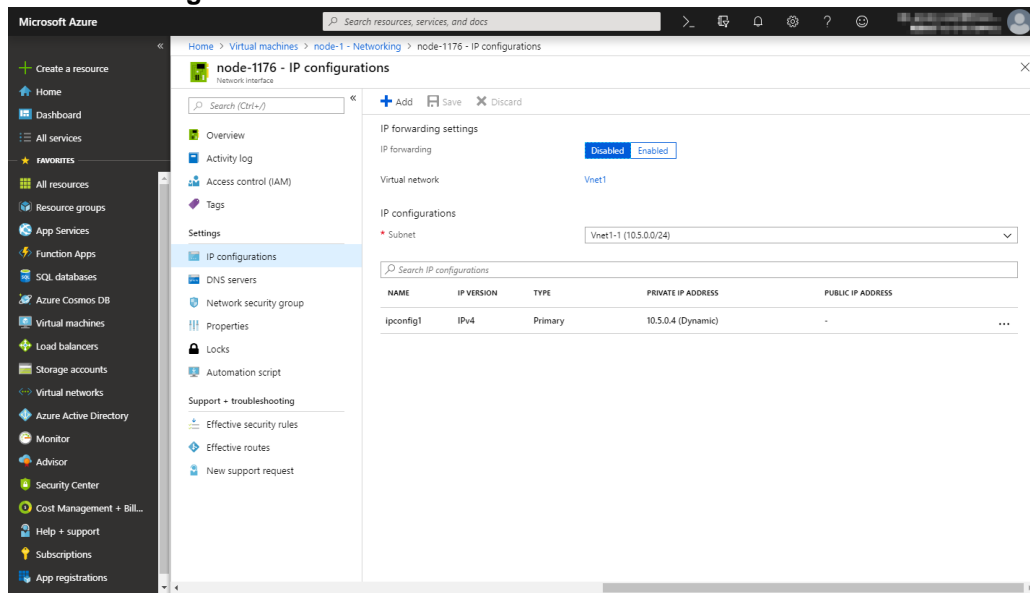 Microsoft Azure
Search resources, services, and docs
Home > Virtual machines > node-1 - Networking > node-1176 - IP configurations
Create a resource
Home
Dashboard
All services
FAVORITES
All resources
Resource groups
App Services
Function Apps
SQL databases
Azure Cosmos DB
Virtual machines
Load balancers
Storage accounts
Virtual networks
Azure Active Directory
Monitor
Advisor
Security Center
Cost Management + Bill...
Help + support
Subscriptions
App registrations
node-1176 - IP configurations
Network interface
Search (Ctrl+/)
Overview
Activity log
Access control (IAM)
Tags
Settings
IP configurations
DNS servers
Network security group
Properties
Locks
Automation script
Support + troubleshooting
Effective security rules
Effective routes
New support request
Add Save Discard
IP forwarding settings
IP forwarding Disabled Enabled
Virtual network Vnet1
IP configurations
* Subnet Vnet1-1 (10.5.0.0/24)
Search IP configurations
NAME IP VERSION TYPE PRIVATE IP ADDRESS PUBLIC IP ADDRESS
ipconfig1 IPv4 Primary 10.5.0.4 (Dynamic) - ...